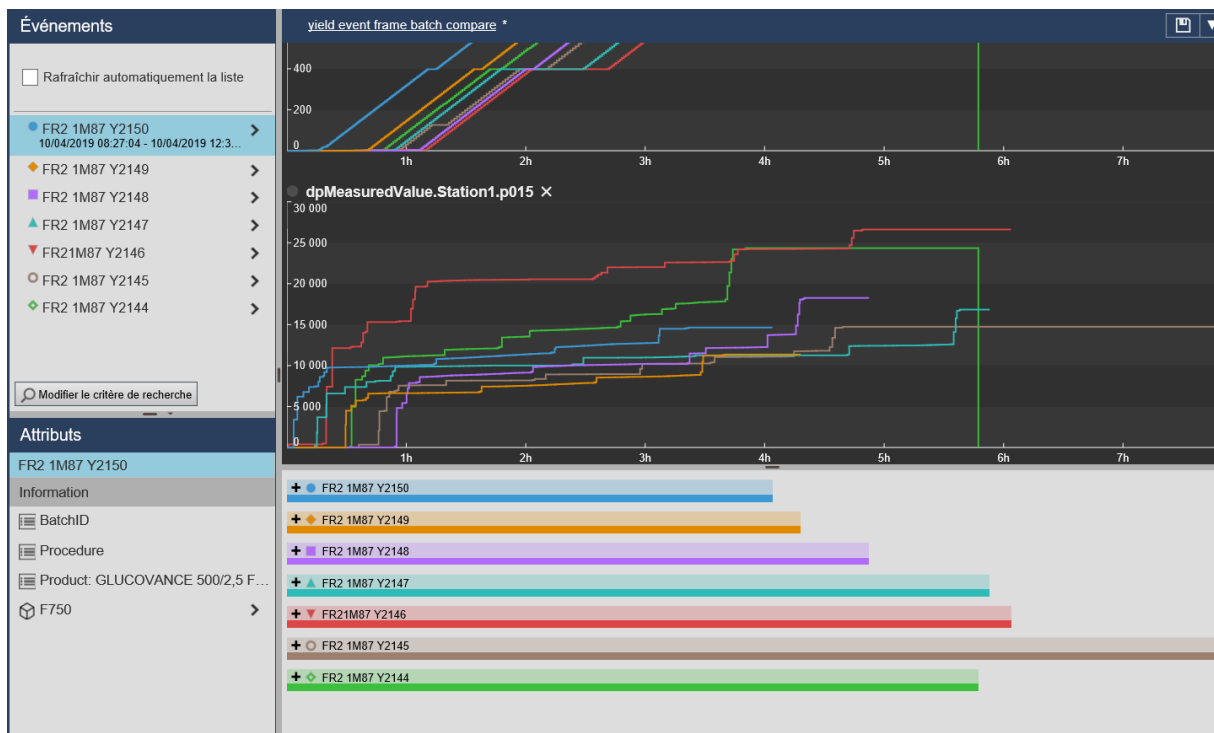 Événements
yield event frame batch compare *
Rafraîchir automatiquement la liste
FR2 1M87 Y2150
10/04/2019 08:27:04 - 10/04/2019 12:3...
FR2 1M87 Y2149
FR2 1M87 Y2148
FR2 1M87 Y2147
FR21M87 Y2146
FR2 1M87 Y2145
FR2 1M87 Y2144
Modifier le critère de recherche
Attributs
FR2 1M87 Y2150
Information
BatchID
Procedure
Product: GLUCOVANCE 500/2,5 F...
F750
400
200
0
1h 2h 3h 4h 5h 6h 7h
dpMeasuredValue.Station1.p015 ×
30 000
25 000
20 000
15 000
10 000
5 000
0
1h 2h 3h 4h 5h 6h 7h
FR2 1M87 Y2150
FR2 1M87 Y2149
FR2 1M87 Y2148
FR2 1M87 Y2147
FR21M87 Y2146
FR2 1M87 Y2145
FR2 1M87 Y2144